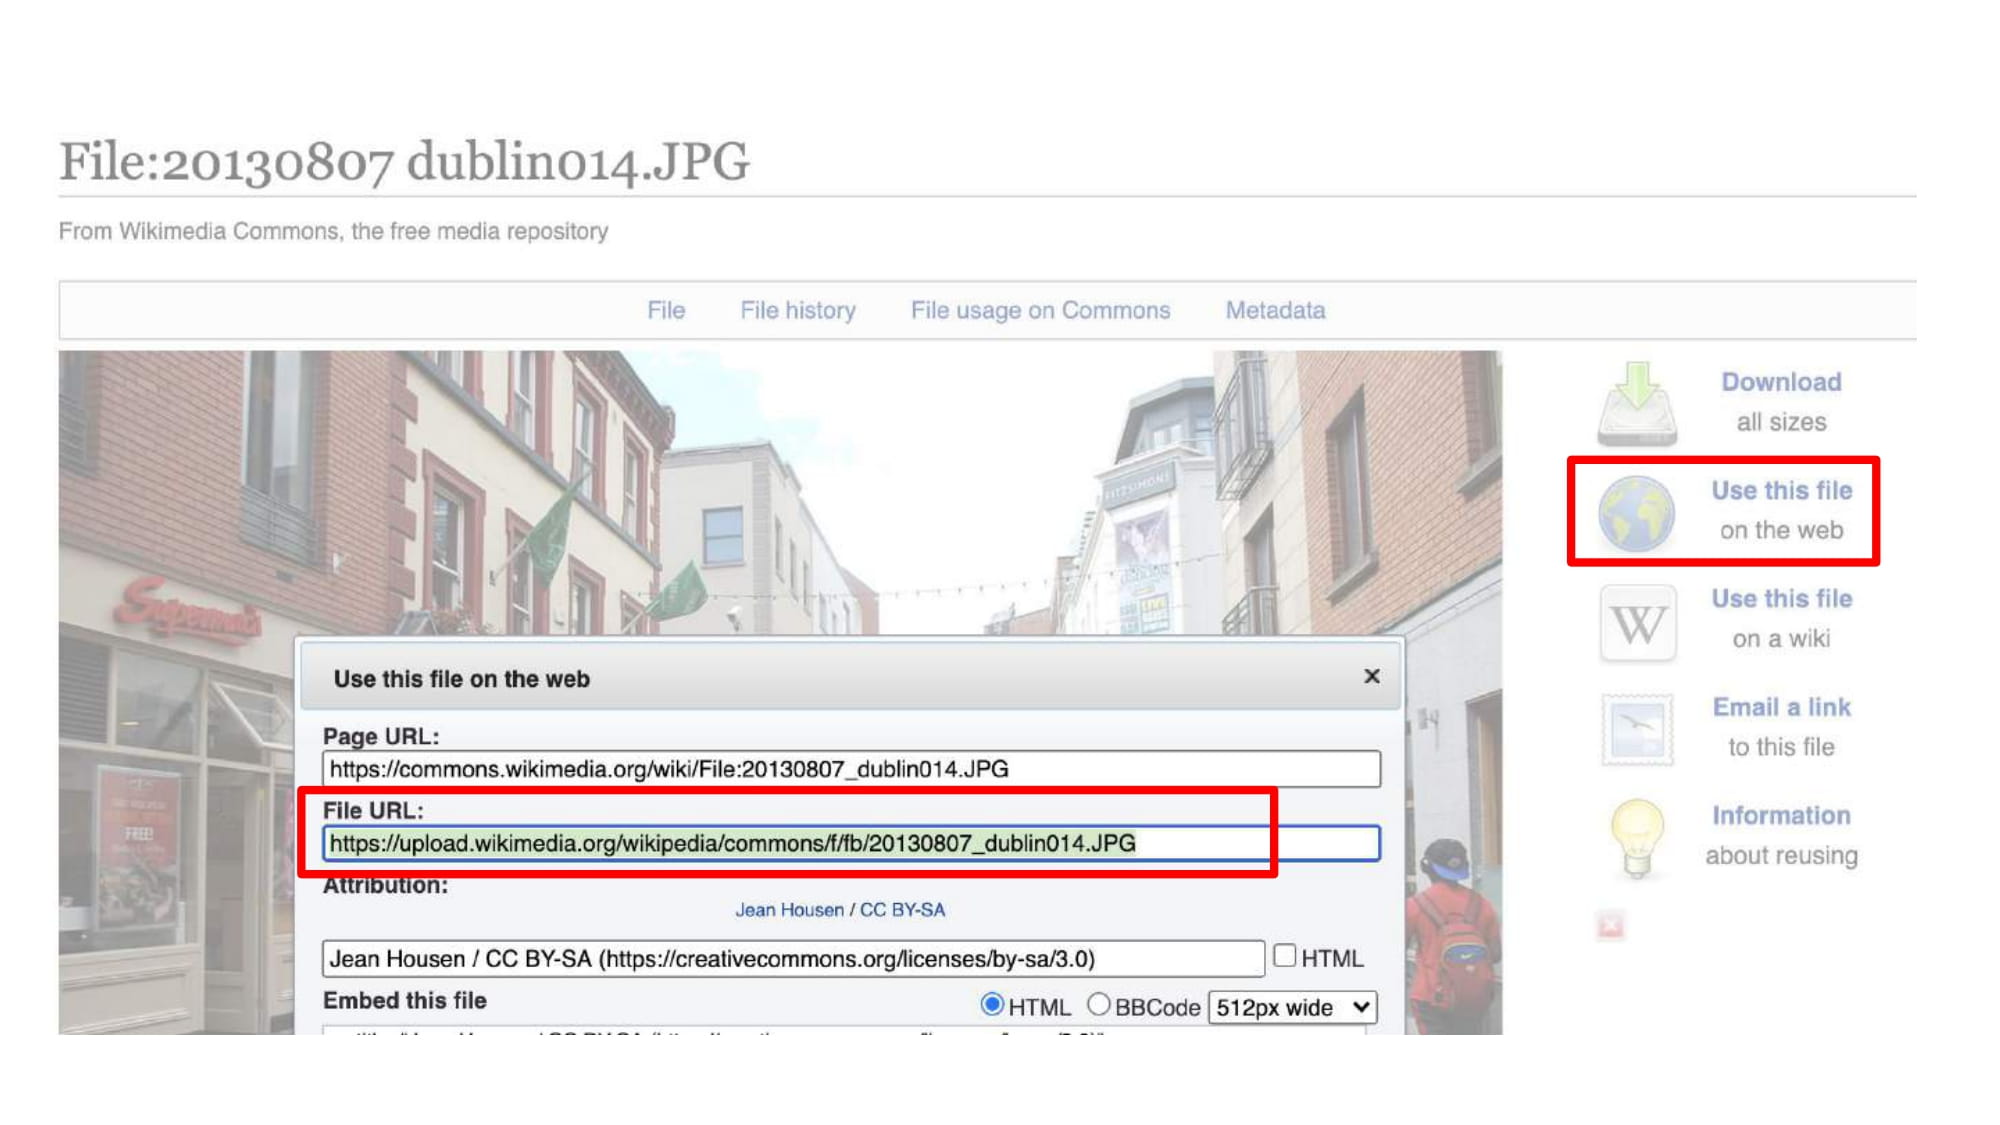 File:20130807 dublin014.JPG
From Wikimedia Commons, the free media repository
File File history File usage on Commons Metadata
Download
all sizes
Use this file
on the web
Use this file
on a wiki
Email a link
to this file
Information
about reusing
Supermac's
FITZSIMONS
FREE
Use this file on the web
Page URL:
https://commons.wikimedia.org/wiki/File:20130807_dublin014.JPG
File URL:
https://upload.wikimedia.org/wikipedia/commons/f/fb/20130807_dublin014.JPG
Attribution:
Jean Housen / CC BY-SA
Jean Housen / CC BY-SA (https://creativecommons.org/licenses/by-sa/3.0)
HTML
Embed this file
HTML BBCode 512px wide